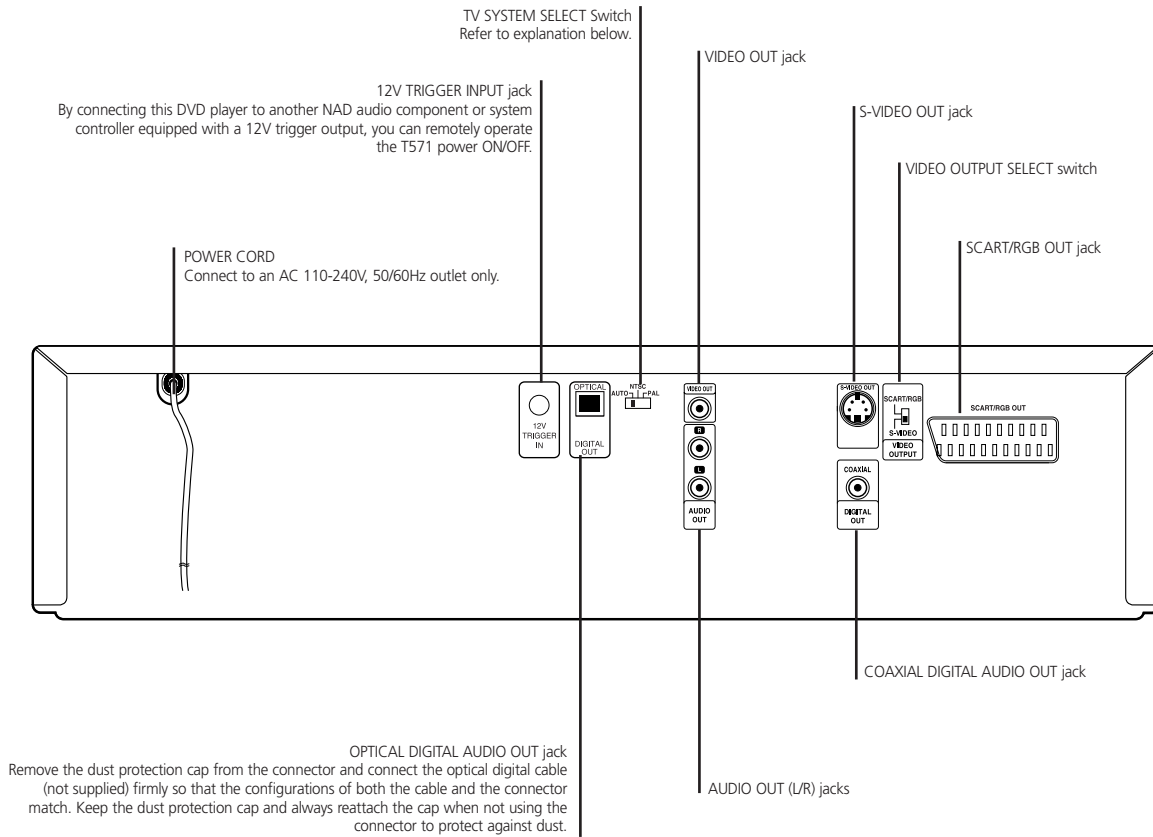 TV SYSTEM SELECT Switch
Refer to explanation below.
VIDEO OUT jack
12V TRIGGER INPUT jack
By connecting this DVD player to another NAD audio component or system
controller equipped with a 12V trigger output, you can remotely operate
the T571 power ON/OFF.
S-VIDEO OUT jack
VIDEO OUTPUT SELECT switch
SCART/RGB OUT jack
POWER CORD
Connect to an AC 110-240V, 50/60Hz outlet only.
12V
TRIGGER
IN
OPTICAL
DIGITAL
OUT
NTSC
AUTO
PAL
VIDEO OUT
R
L
AUDIO
OUT
S-VIDEO OUT
COAXIAL
DIGITAL
OUT
SCART/RGB
S-VIDEO
VIDEO
OUTPUT
SCART/RGB OUT
COAXIAL DIGITAL AUDIO OUT jack
OPTICAL DIGITAL AUDIO OUT jack
Remove the dust protection cap from the connector and connect the optical digital cable
(not supplied) firmly so that the configurations of both the cable and the connector
match. Keep the dust protection cap and always reattach the cap when not using the
connector to protect against dust.
AUDIO OUT (L/R) jacks